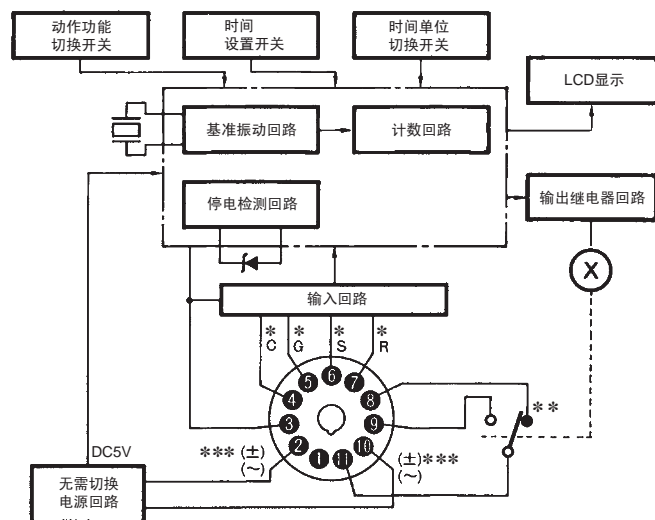 动作功能
切换开关
时间
设置开关
时间单位
切换开关
LCD显示
基准振动回路
计数回路
停电检测回路
输出继电器回路
X
输入回路
* * * *
C G S R
6
5 7
4 8
3 9
2 10
1 11
**
DC5V
*** (±)
(~)
(±)***
(~)
无需切换
电源回路